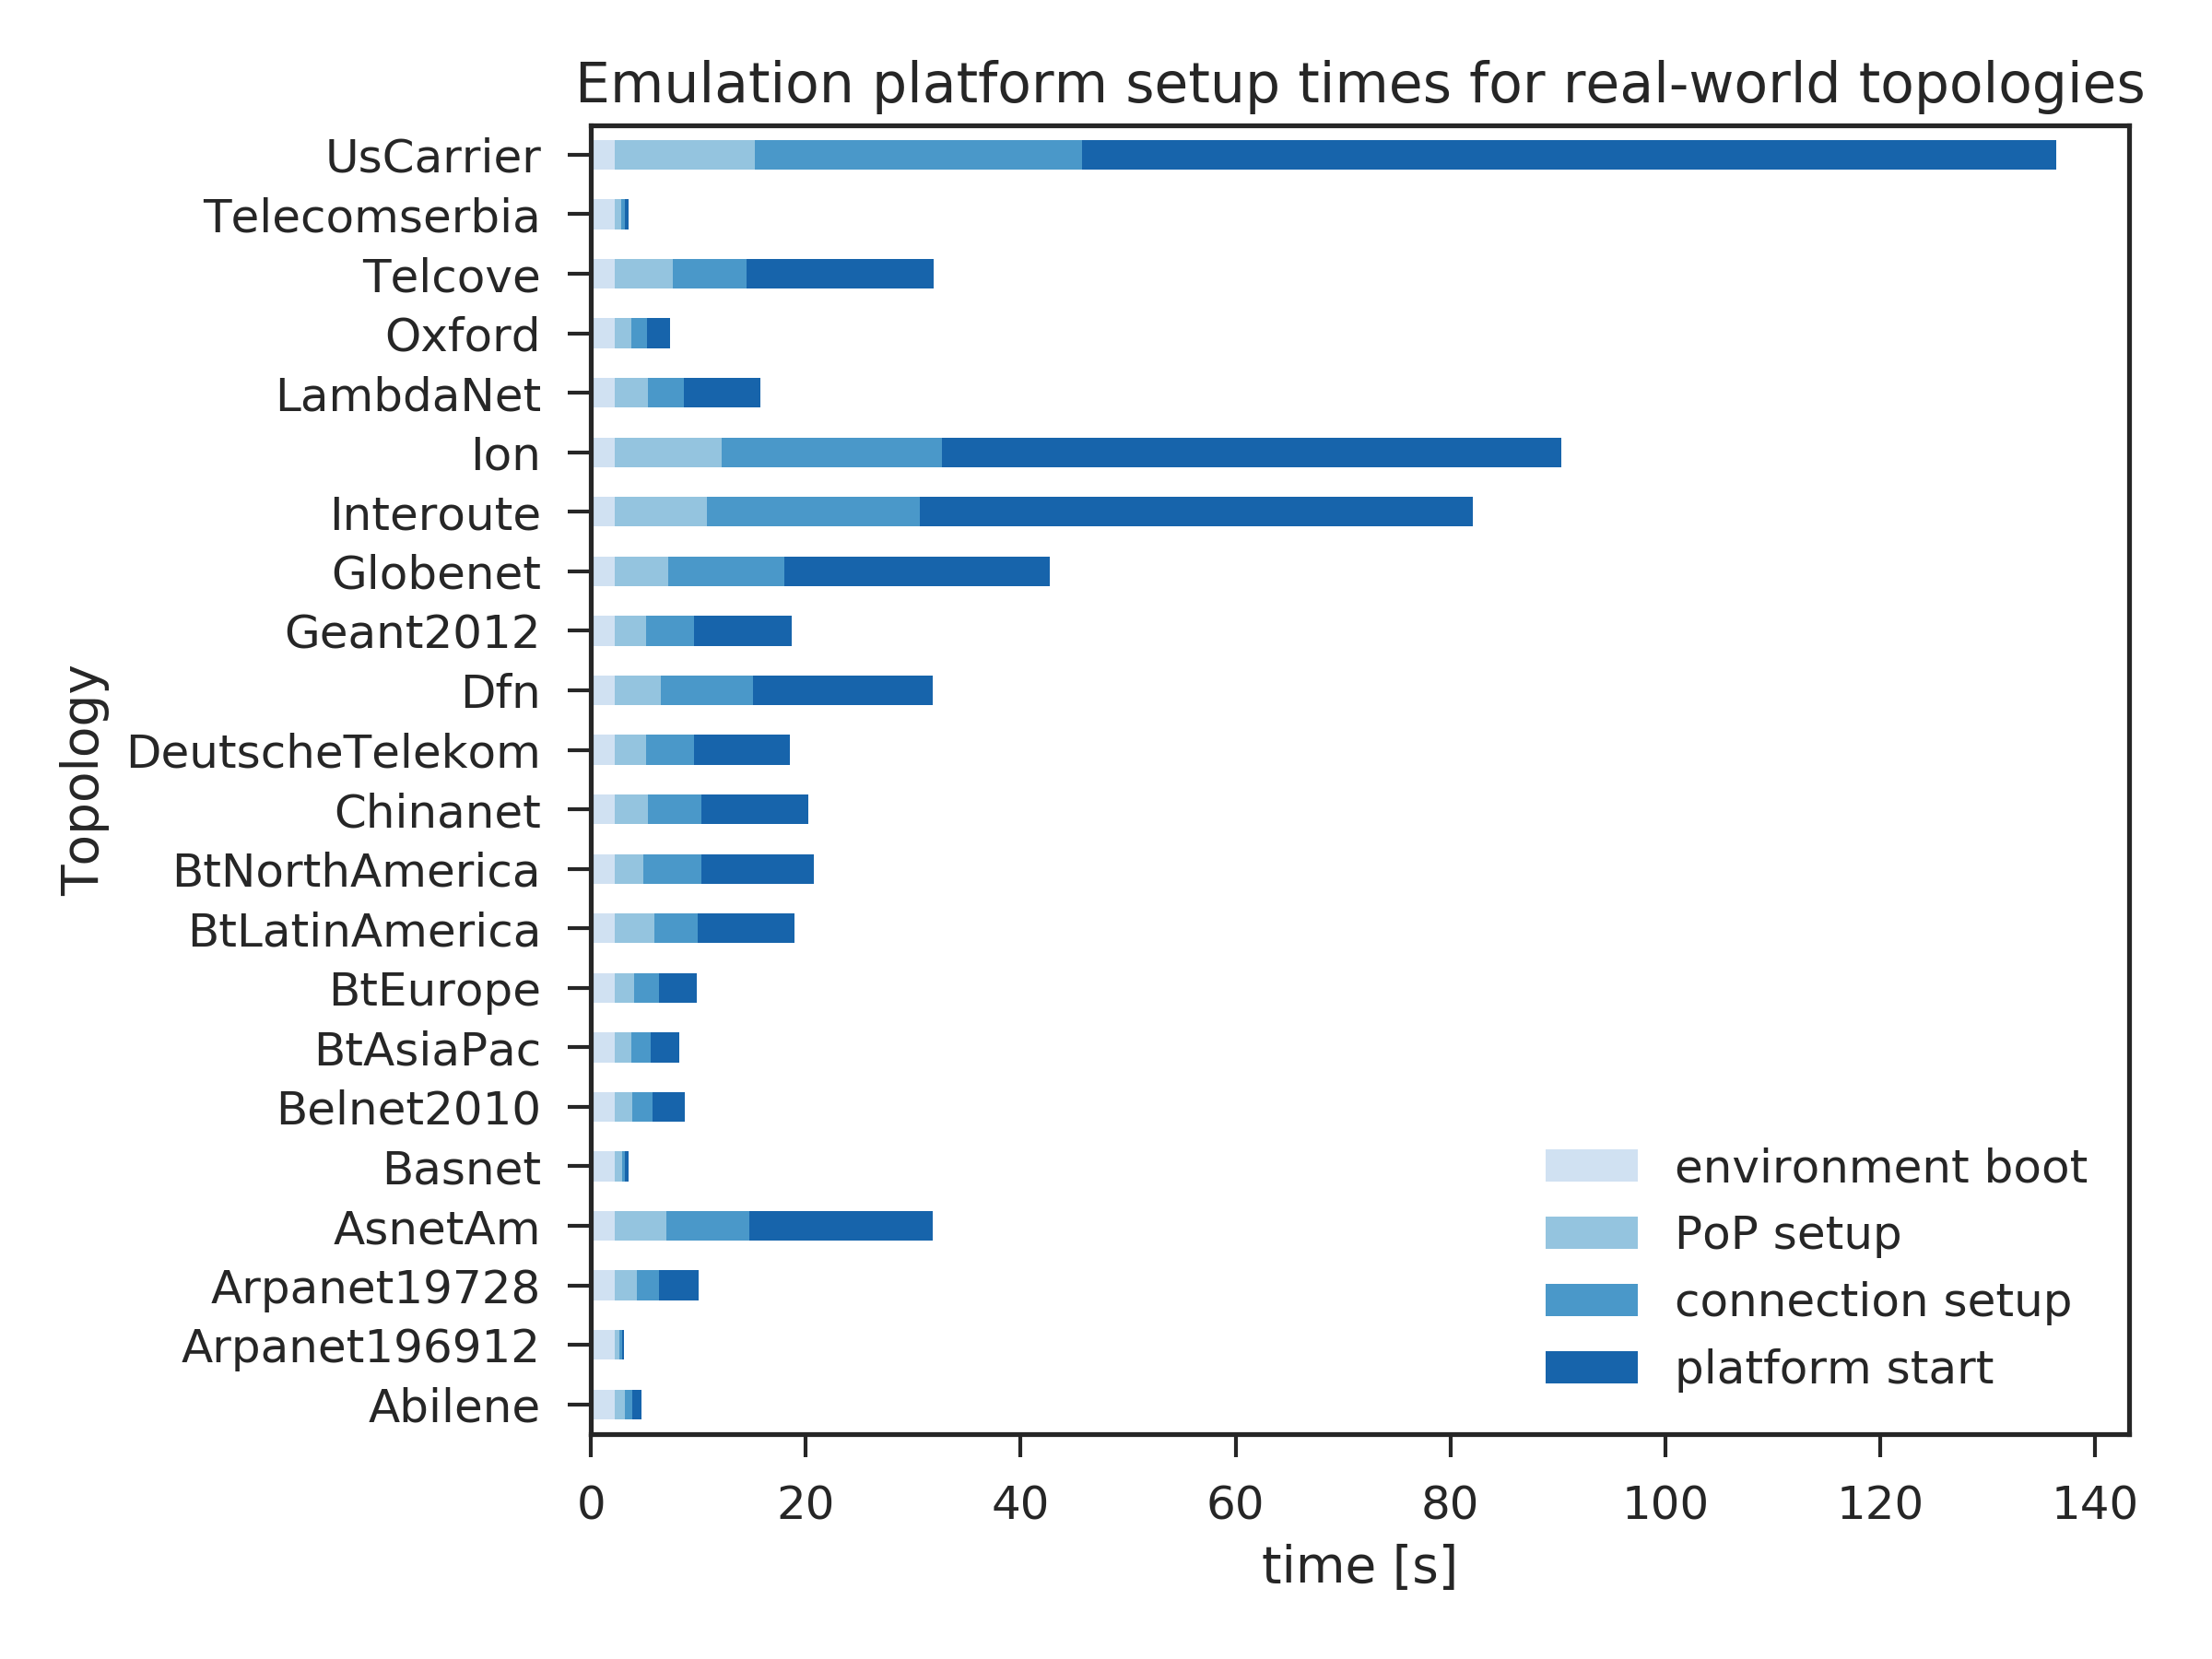 Emulation platform setup times for real-world topologies
UsCarrier
Telecomserbia
Telcove
Oxford
LambdaNet
Ion
Interoute
Globenet
Geant2012
Dfn
DeutscheTelekom
Chinanet
BtNorthAmerica
BtLatinAmerica
BtEurope
BtAsiaPac
Belnet2010
Basnet
AsnetAm
Arpanet19728
Arpanet196912
Abilene
Topology
environment boot
PoP setup
connection setup
platform start
0 20 40 60 80 100 120 140
time [s]